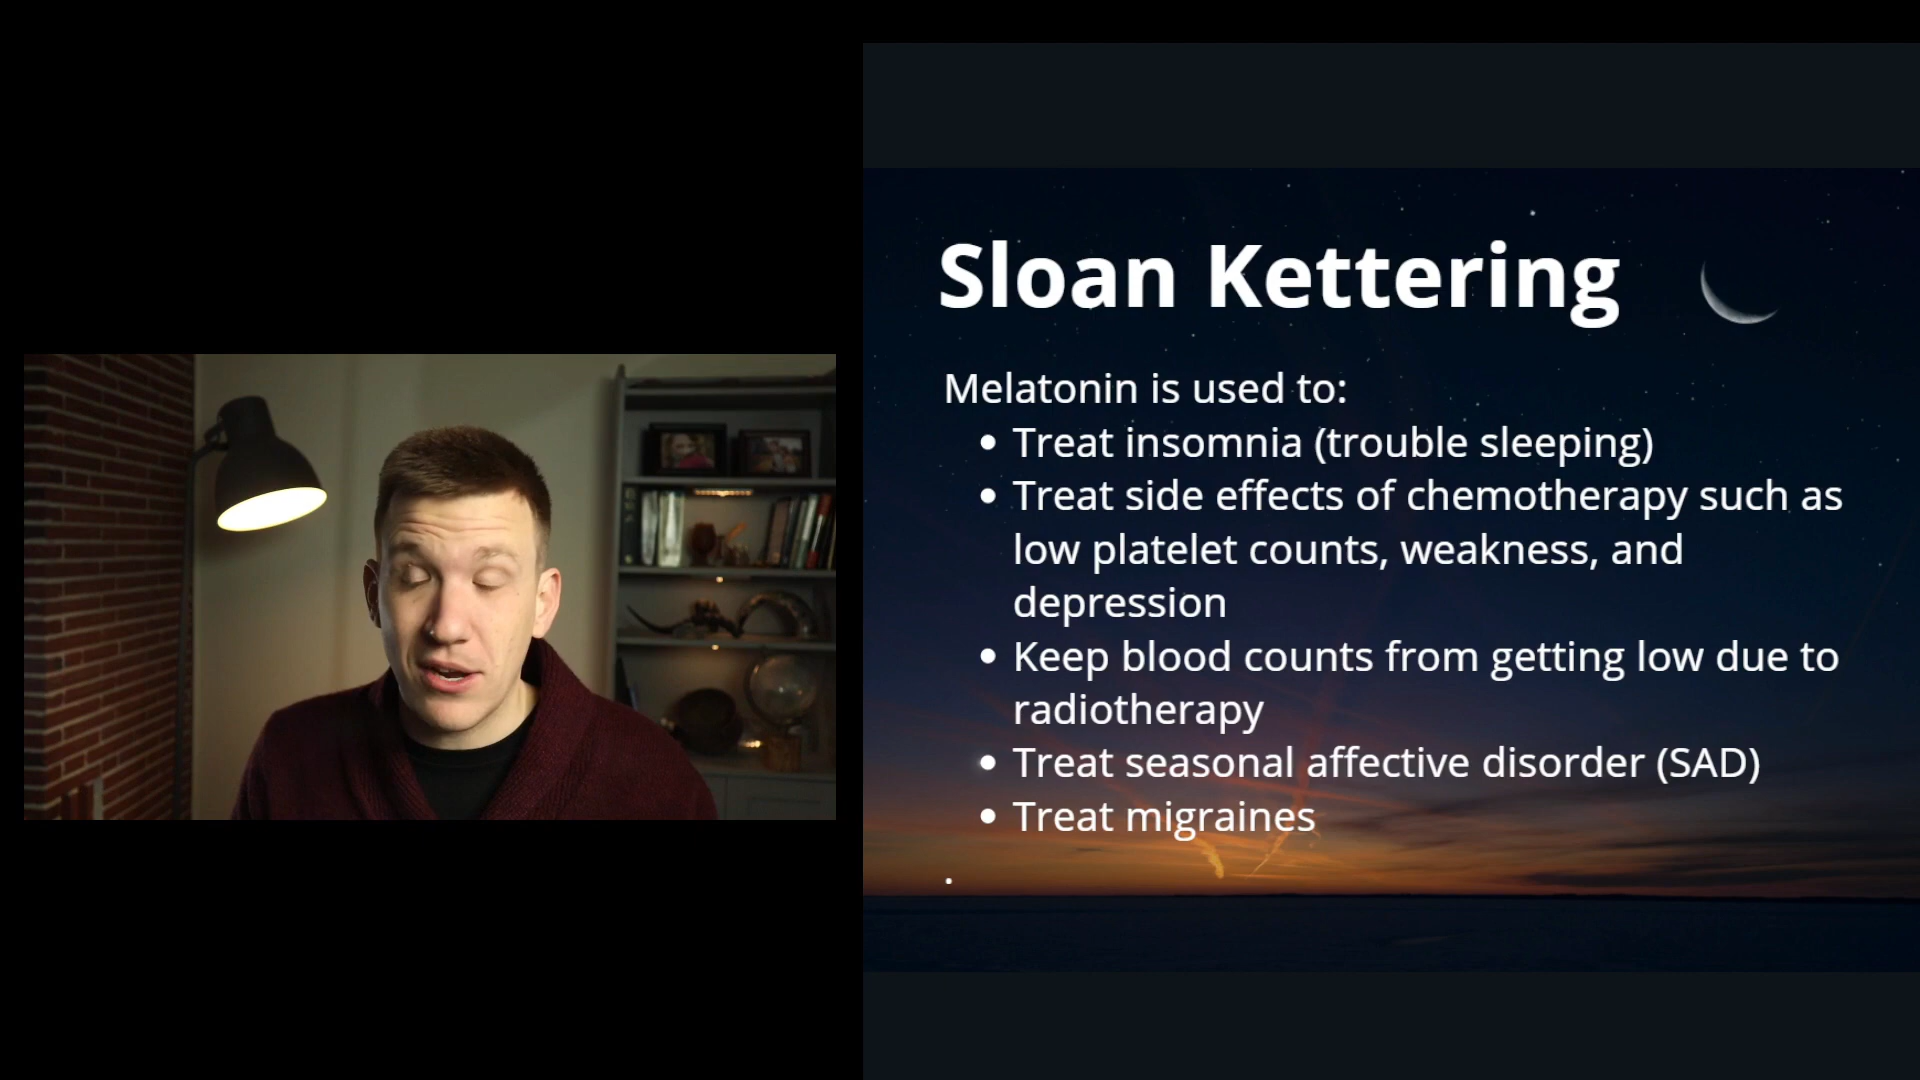 Sloan Kettering
Melatonin is used to:
• Treat insomnia (trouble sleeping)
• Treat side effects of chemotherapy such as
low platelet counts, weakness, and
depression
• Keep blood counts from getting low due to
radiotherapy
• Treat seasonal affective disorder (SAD)
• Treat migraines
.